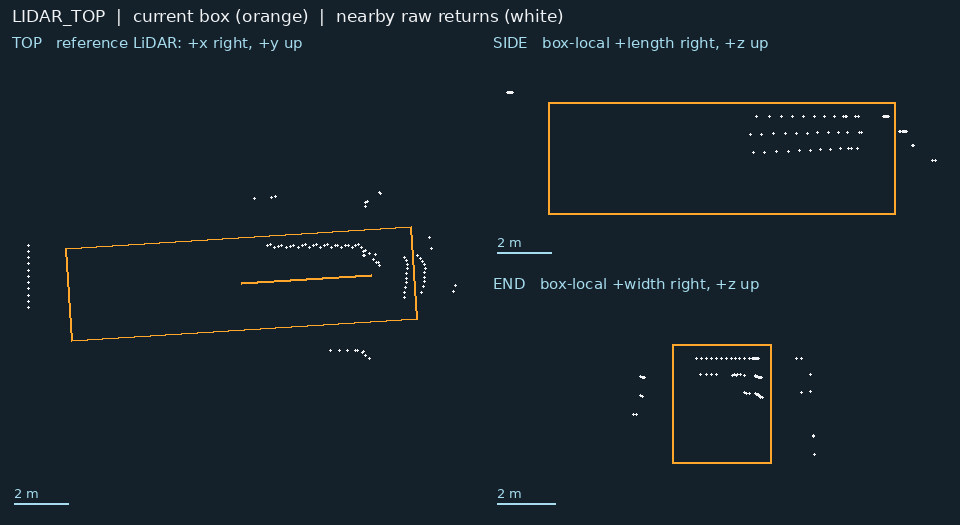 LIDAR_TOP | current box (orange) | nearby raw returns (white)
TOP reference LiDAR: +x right, +y up
SIDE box-local +length right, +z up
2 m
END box-local +width right, +z up
2 m
2 m